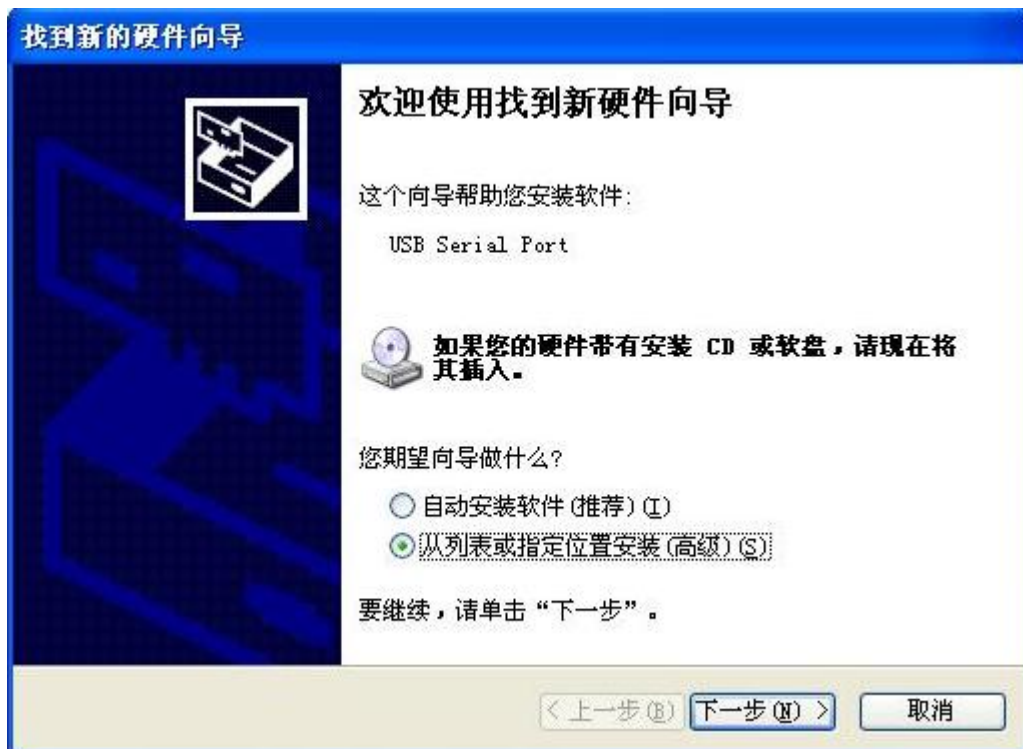 找到新的硬件向导
欢迎使用找到新硬件向导
这个向导帮助您安装软件:
USB Serial Port
如果您的硬件带有安装 CD 或软盘，请现在将
其插入。
您期望向导做什么?
自动安装软件(推荐)(I)
从列表或指定位置安装(高级)(S)
要继续，请单击“下一步”。
< 上一步(B) 下一步(N) > 取消